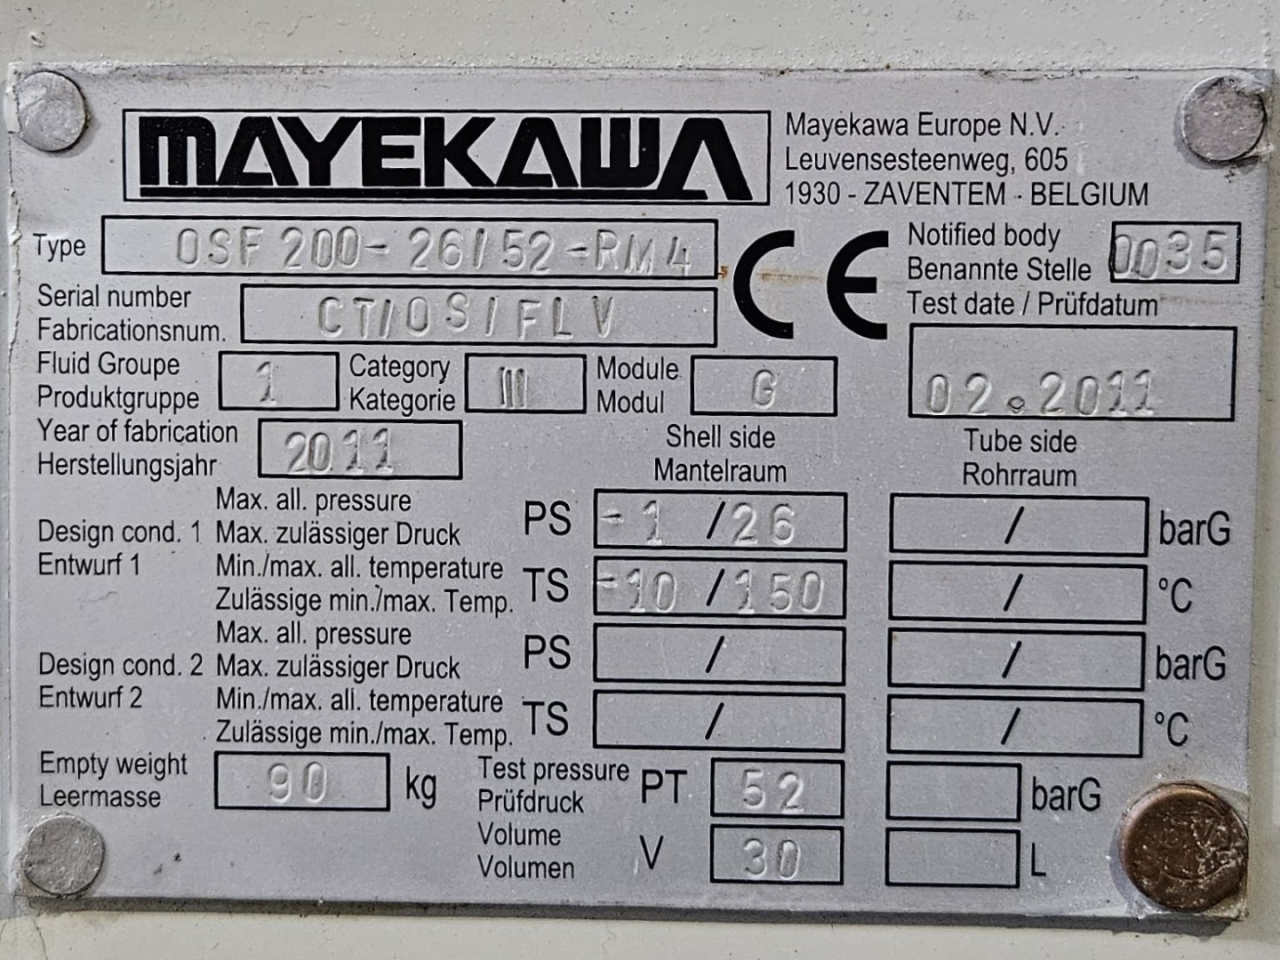 MAYEKAWA
Mayekawa Europe N.V.
Leuvensesteenweg, 605
1930 - ZAVENTEM - BELGIUM
Type OSF 200-26/52-RM4
CE
Notified body
Benannte Stelle 0035
Serial number
Fabricationsnum. CT/OS/FLV
Test date / Prüfdatum
02.2011
Fluid Groupe
Produktgruppe 1
Category
Kategorie III
Module
Modul G
Year of fabrication
Herstellungsjahr 2011
Shell side
Mantelraum
Tube side
Rohrraum
Design cond. 1
Entwurf 1
Max. all. pressure
Max. zulässiger Druck PS -1 /26 / barG
Min./max. all. temperature
Zulässige min./max. Temp. TS -10 /150 / °C
Design cond. 2
Entwurf 2
Max. all. pressure
Max. zulässiger Druck PS / / barG
Min./max. all. temperature
Zulässige min./max. Temp. TS / / °C
Empty weight
Leermasse 90 kg
Test pressure
Prüfdruck PT 52 barG
Volume
Volumen V 30 L